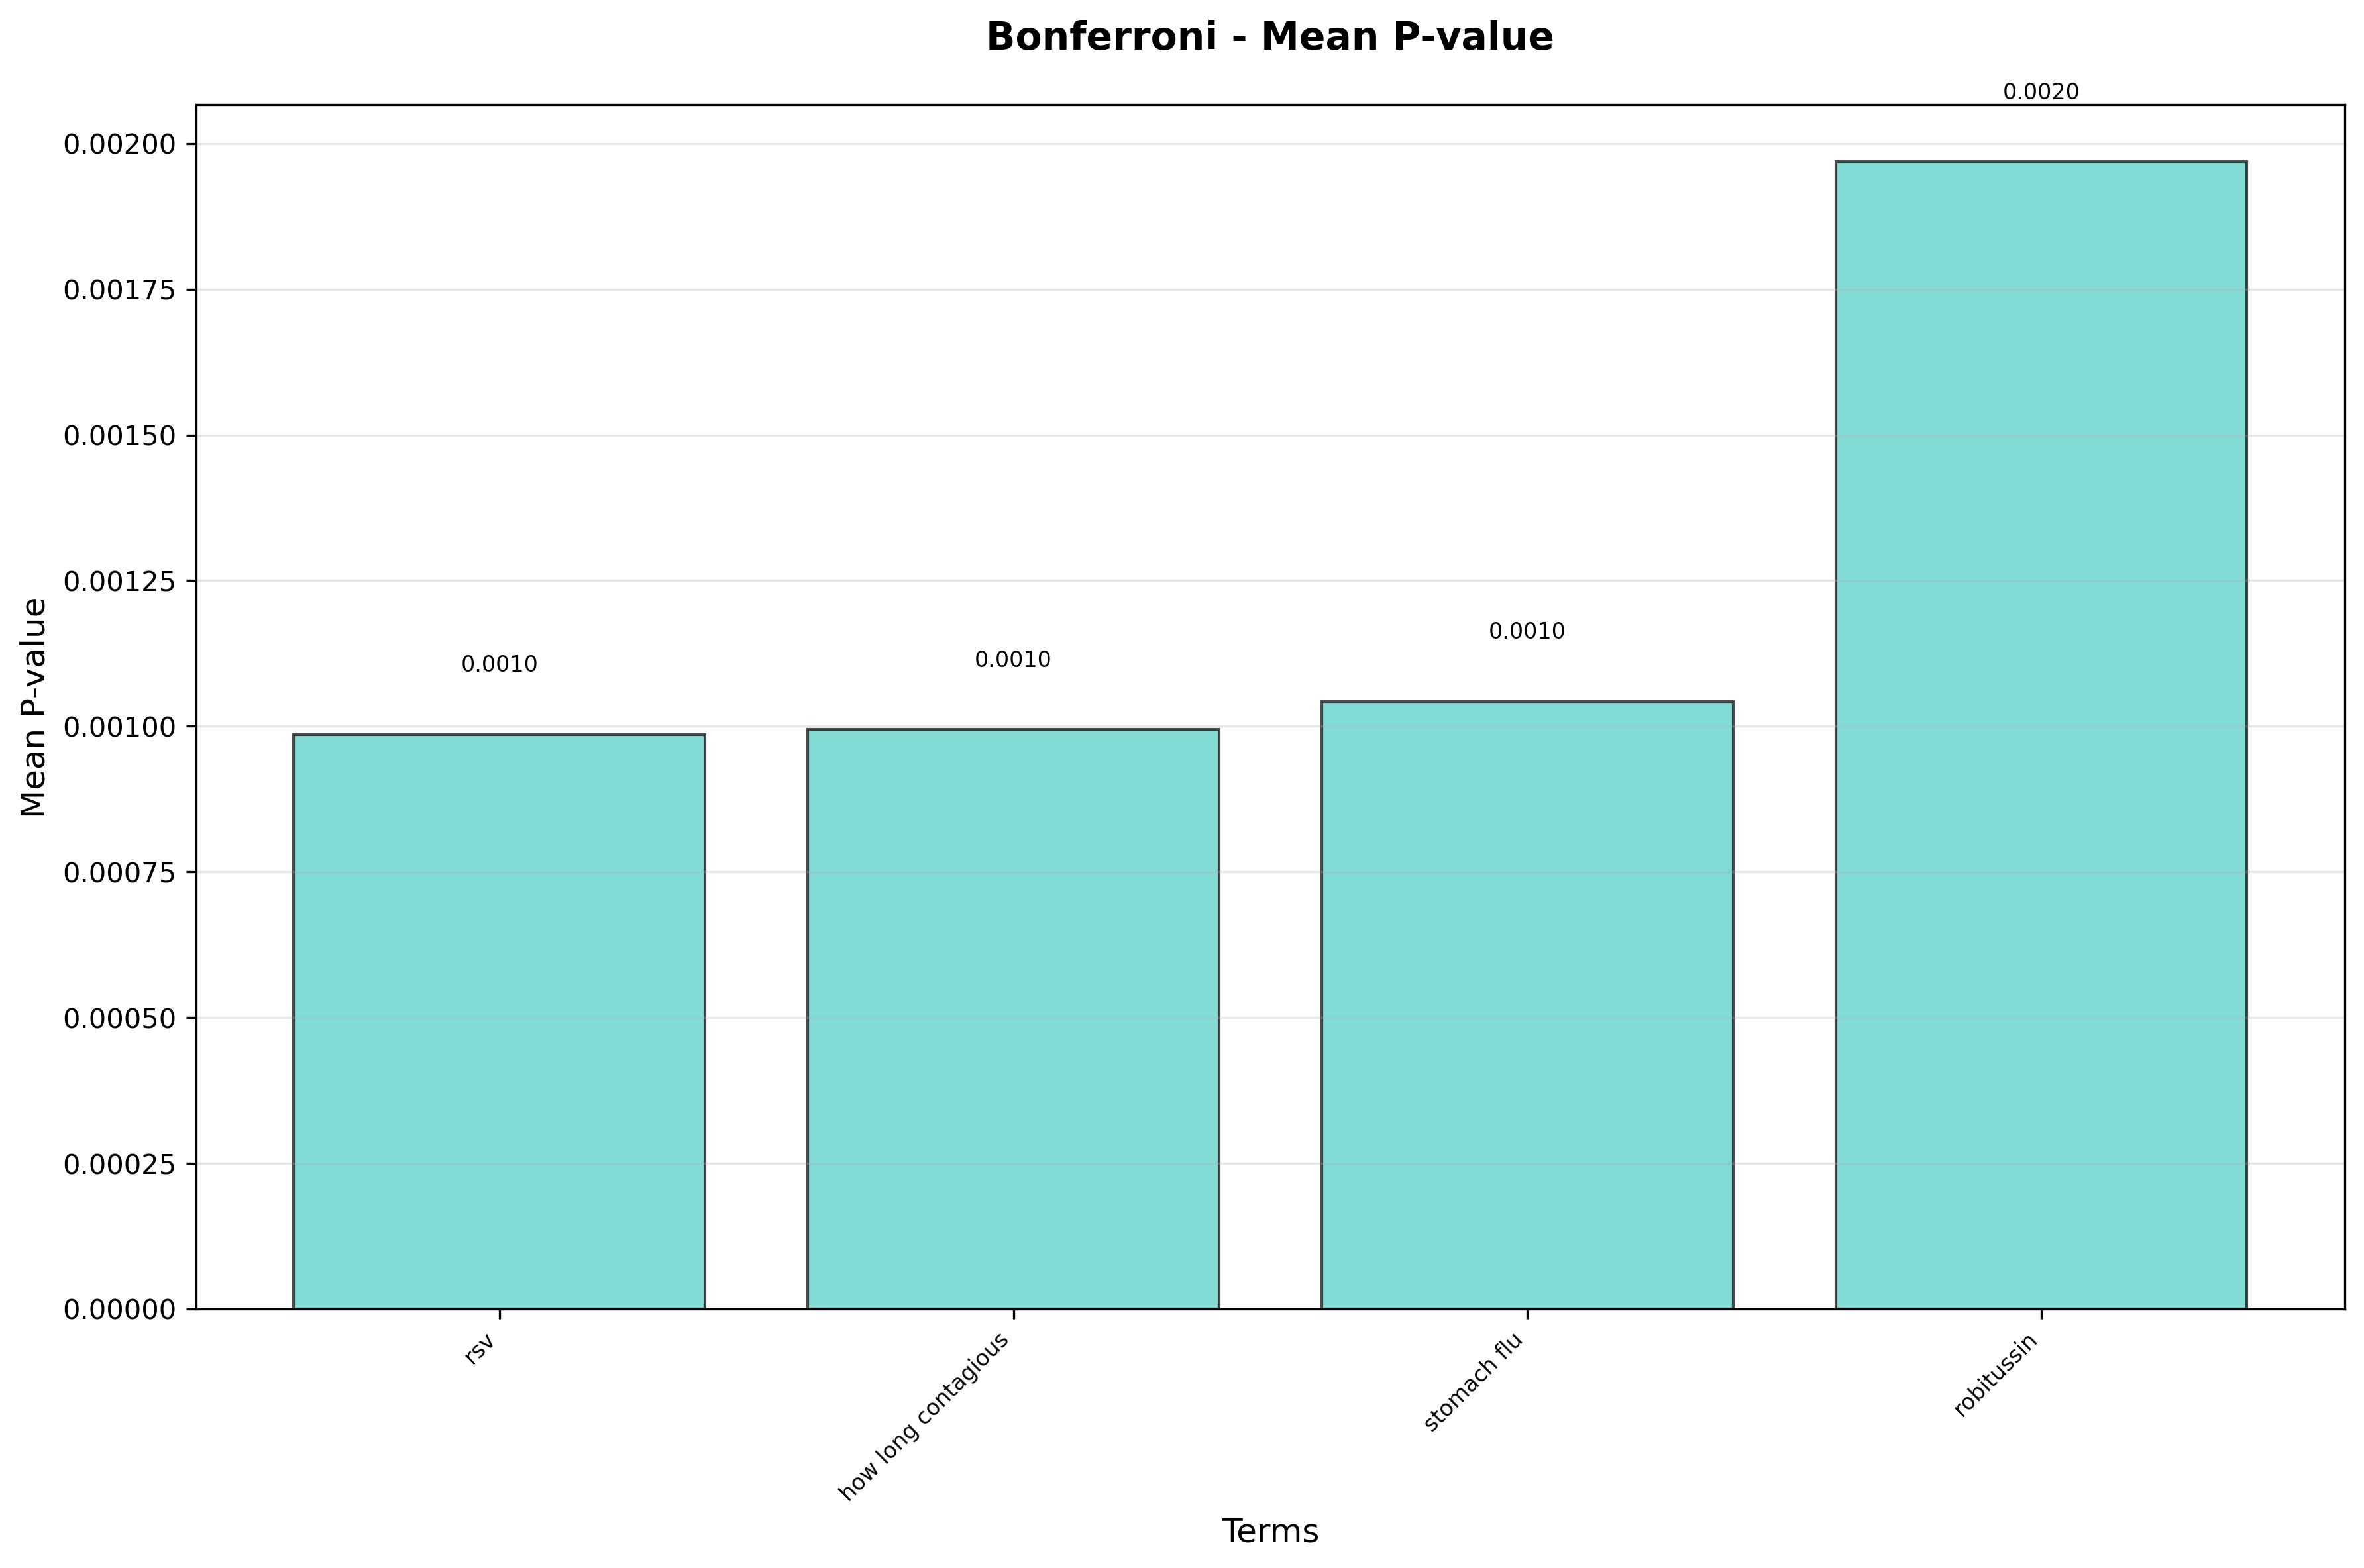 Bonferroni - Mean P-value
0.0020
0.00200
0.00175
0.00150
0.00125
0.0010
0.0010
0.0010
0.00100
0.00075
0.00050
0.00025
0.00000
Mean P-value
rsv
how long contagious
stomach flu
robitussin
Terms